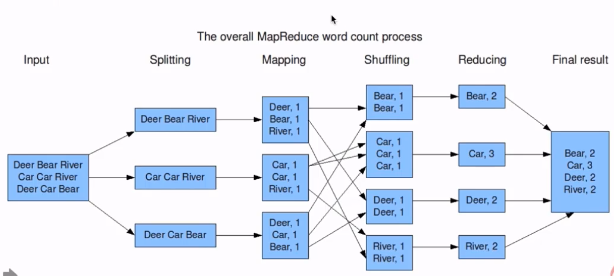 The overall MapReduce word count process
Input
Splitting
Mapping
Shuffling
Reducing
Final result
Deer Bear River
Car Car River
Deer Car Bear
Deer Bear River
Car Car River
Deer Car Bear
Deer, 1
Bear, 1
River, 1
Car, 1
Car, 1
River, 1
Deer, 1
Car, 1
Bear, 1
Bear, 1
Bear, 1
Car, 1
Car, 1
Car, 1
Deer, 1
Deer, 1
River, 1
River, 1
Bear, 2
Car, 3
Deer, 2
River, 2
Bear, 2
Car, 3
Deer, 2
River, 2